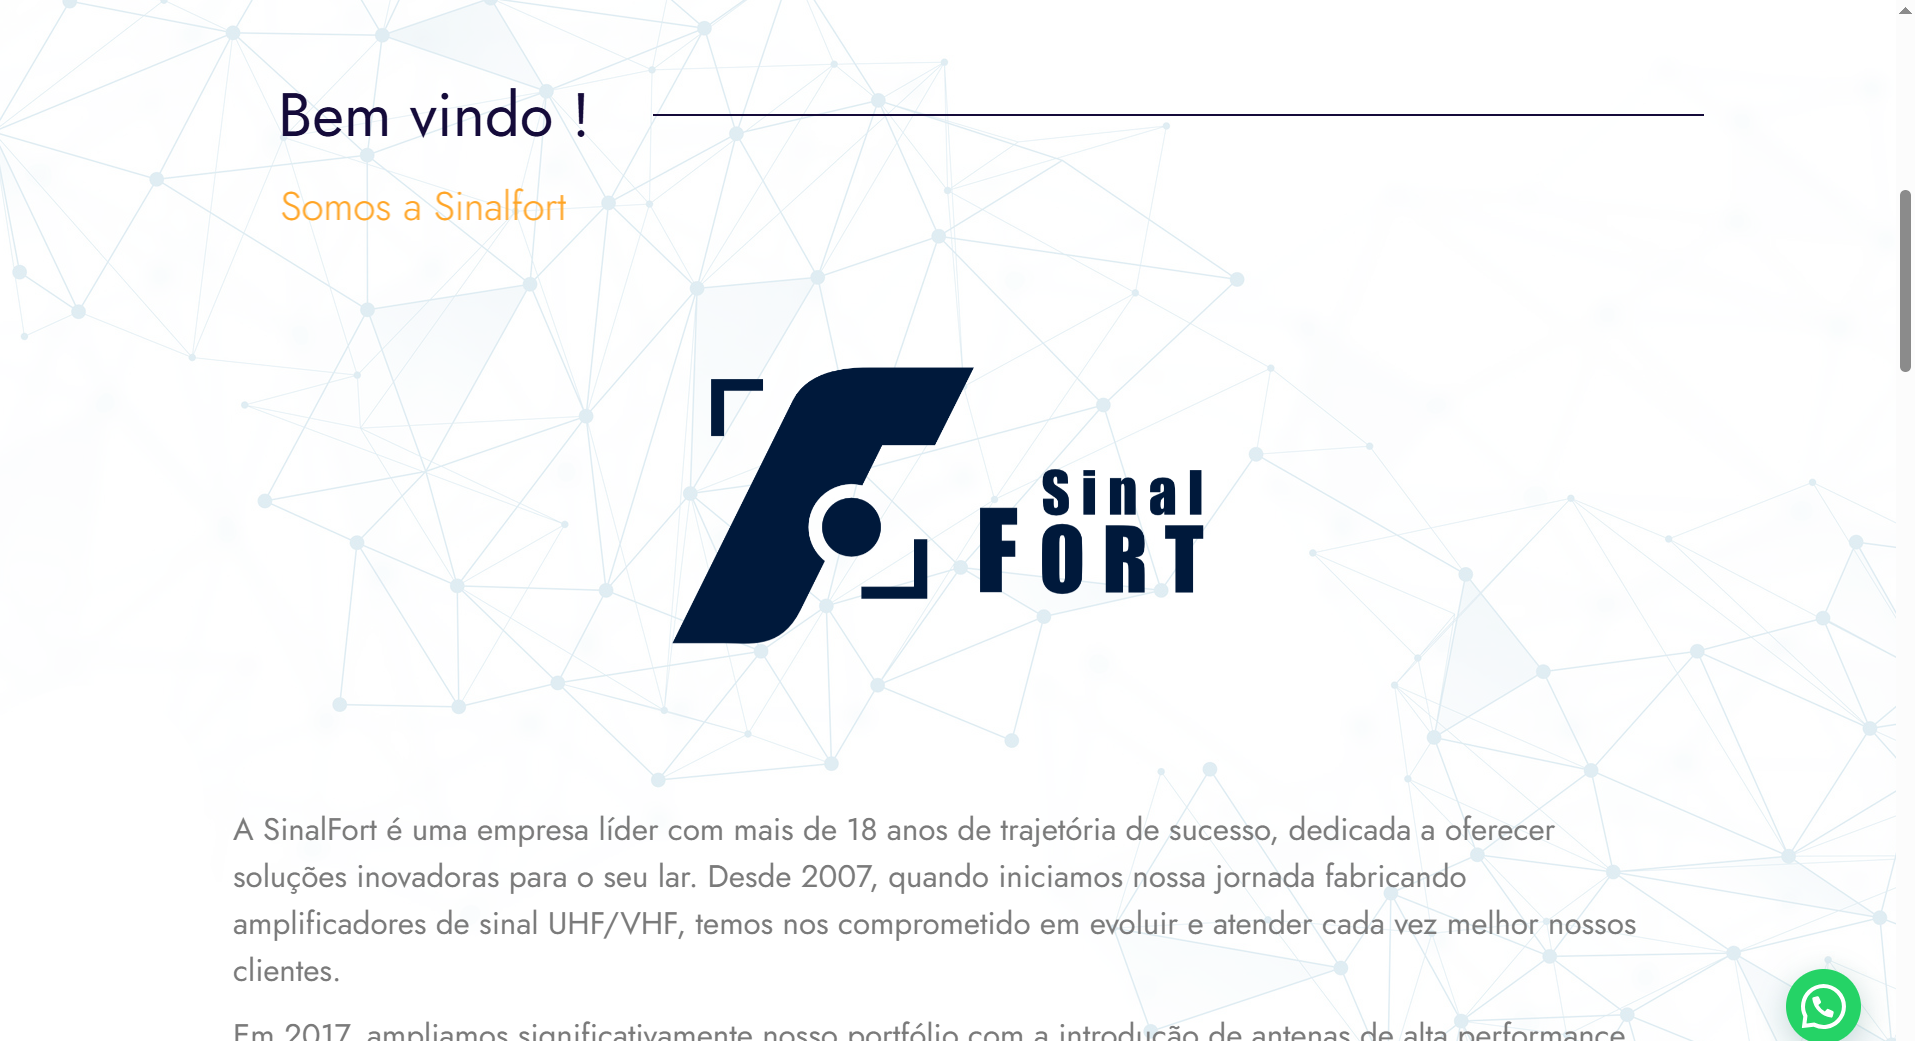 Bem vindo !
Somos a Sinalfort
Sinal
FORT
A SinalFort é uma empresa líder com mais de 18 anos de trajetória de sucesso, dedicada a oferecer
soluções inovadoras para o seu lar. Desde 2007, quando iniciamos nossa jornada fabricando
amplificadores de sinal UHF/VHF, temos nos comprometido em evoluir e atender cada vez melhor nossos
clientes.
Em 2017, ampliamos significativamente nosso portfólio com a introdução de antenas de alta performance